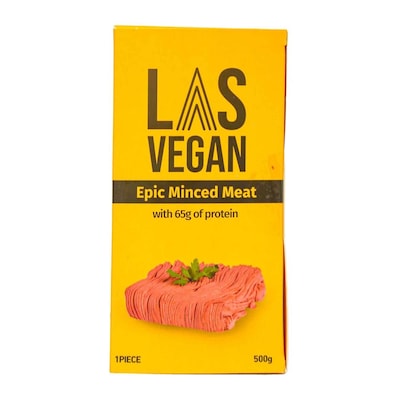 LAS
VEGAN
Epic Minced Meat
with 65g of protein
1PIECE
500g